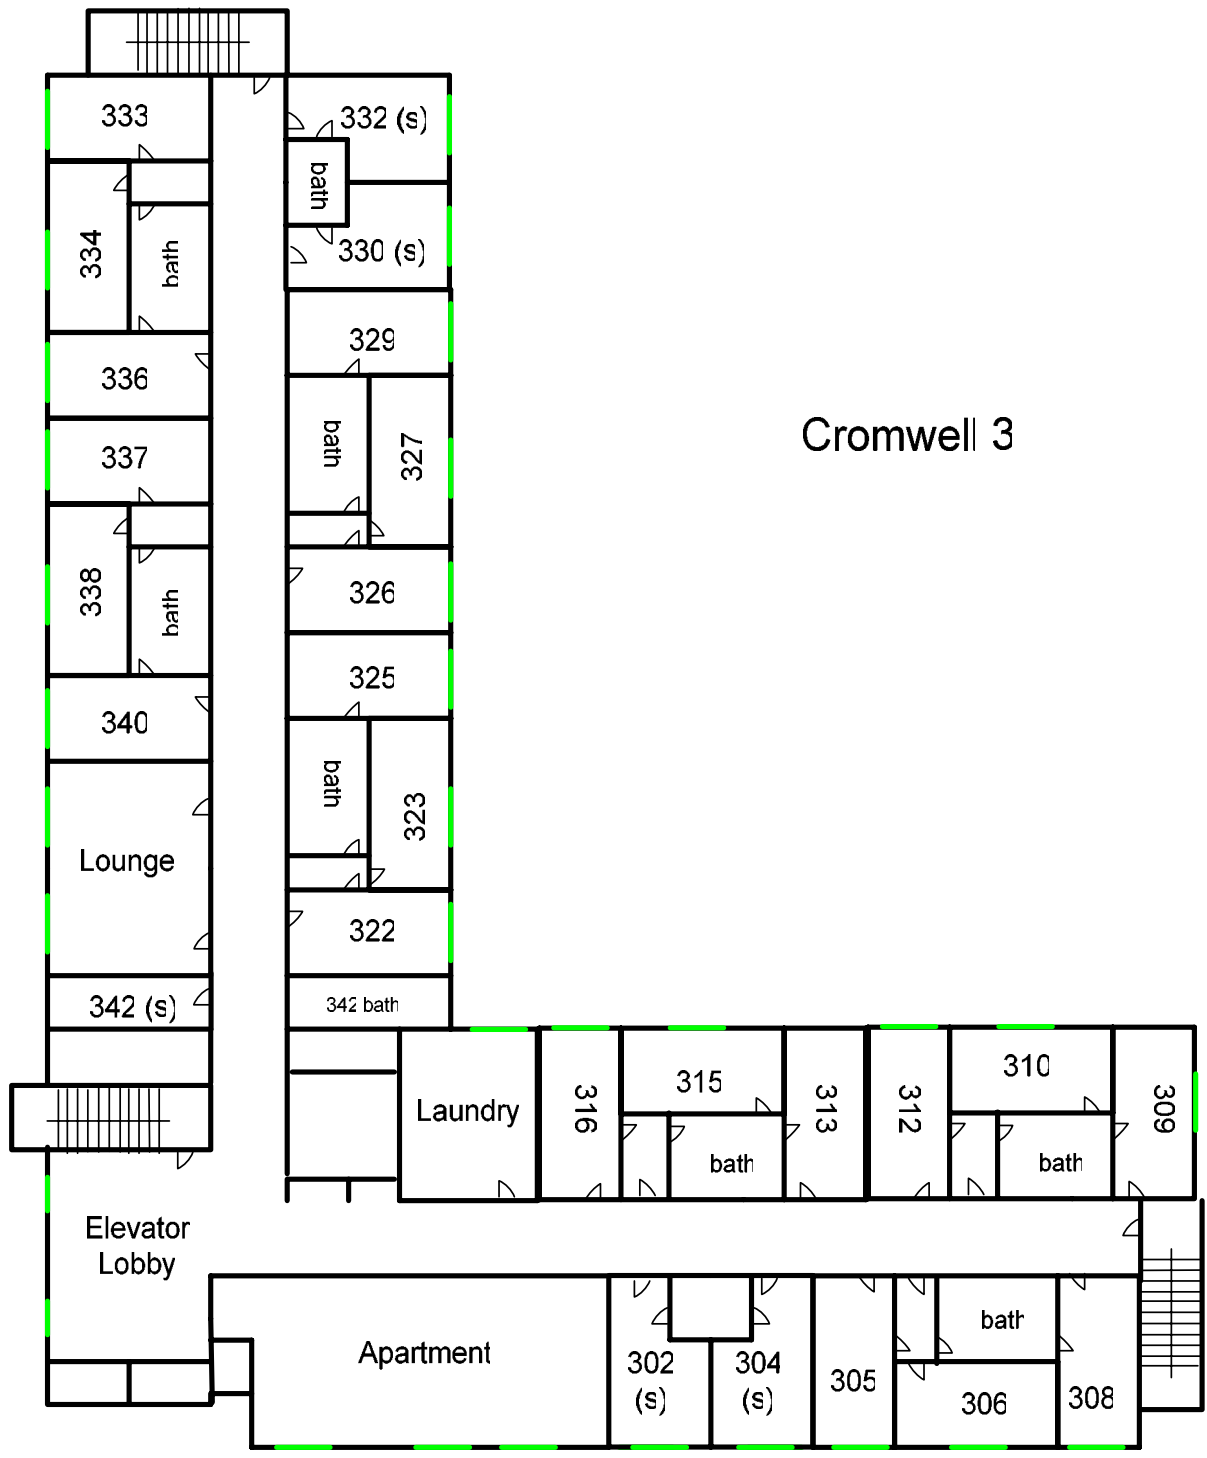 333
332 (s)
bath
334
bath
330 (s)
329
336
bath
327
337
326
338
bath
325
340
bath
323
Lounge
322
342 (s)
342 bath
Cromwell 3
Laundry
316
315
bath
313
312
310
bath
309
Elevator
Lobby
Apartment
302
(s)
304
(s)
305
bath
306
308